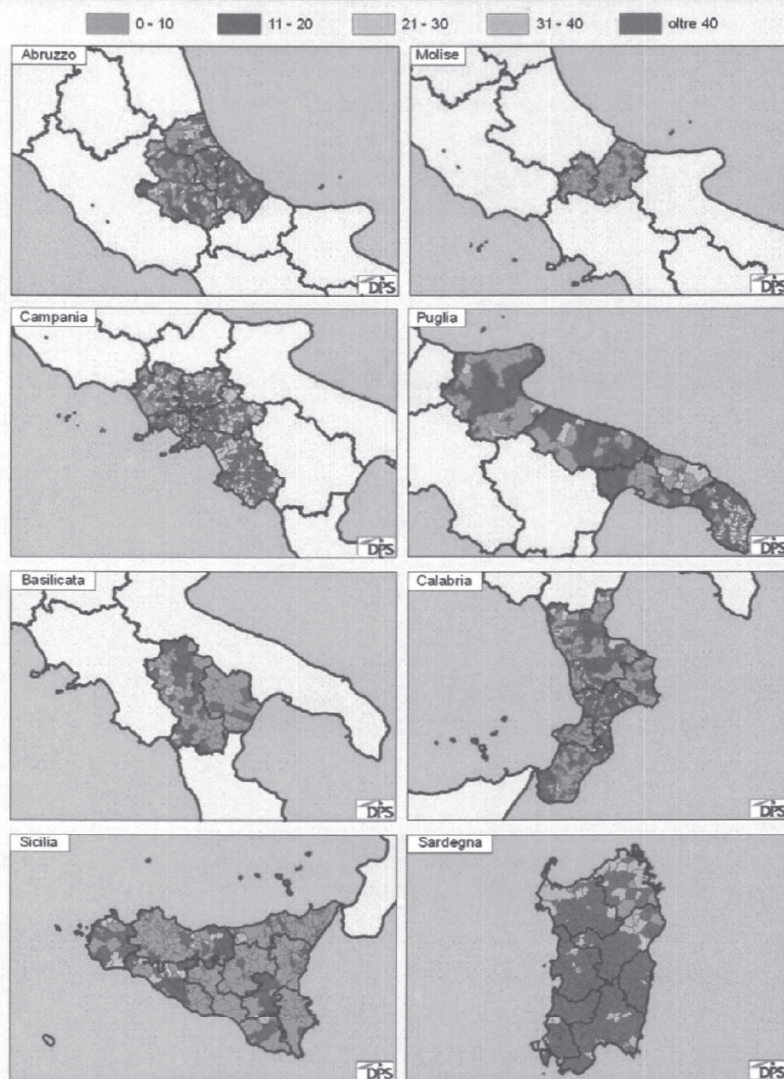 0 - 10 11 - 20 21 - 30 31 - 40 oltre 40
Abruzzo Molise
DPS DPS
Campania Puglia
DPS DPS
Basilicata Calabria
DPS DPS
Sicilia Sardegna
DPS DPS